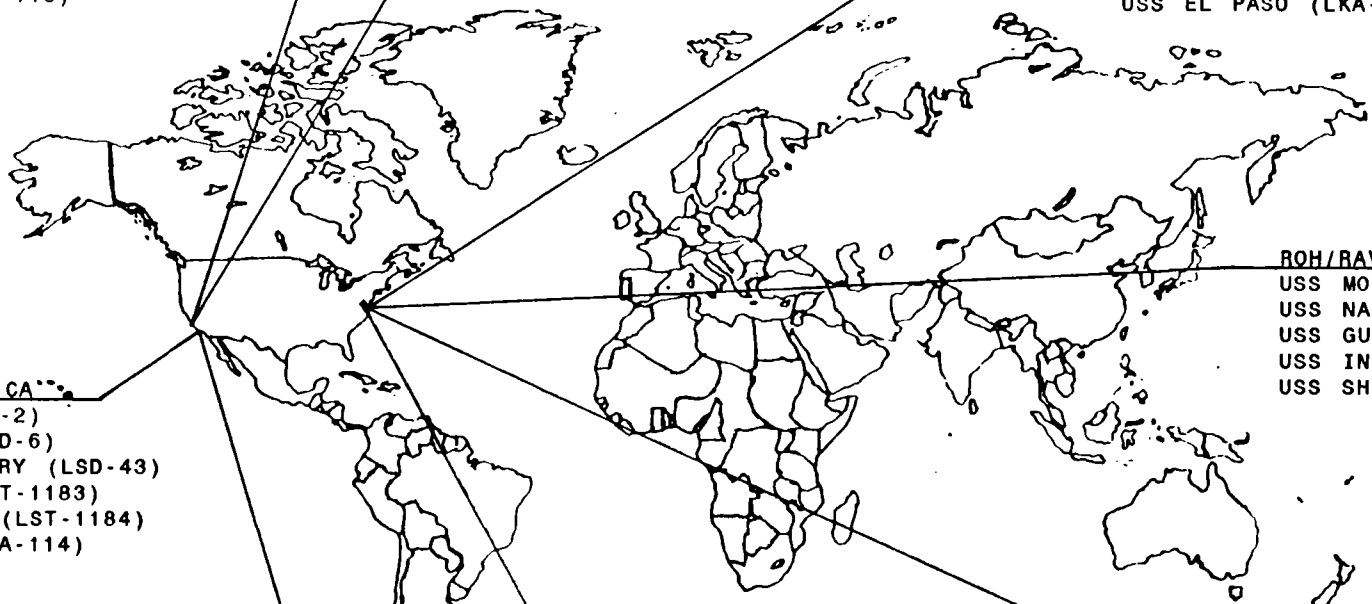 USS EL PASO (LKA-
ROH/RAV
USS MO
USS NA
USS GU
USS IN
USS SH
CA
-2)
D-6)
RY (LSD-43)
T-1183)
(LST-1184)
A-114)